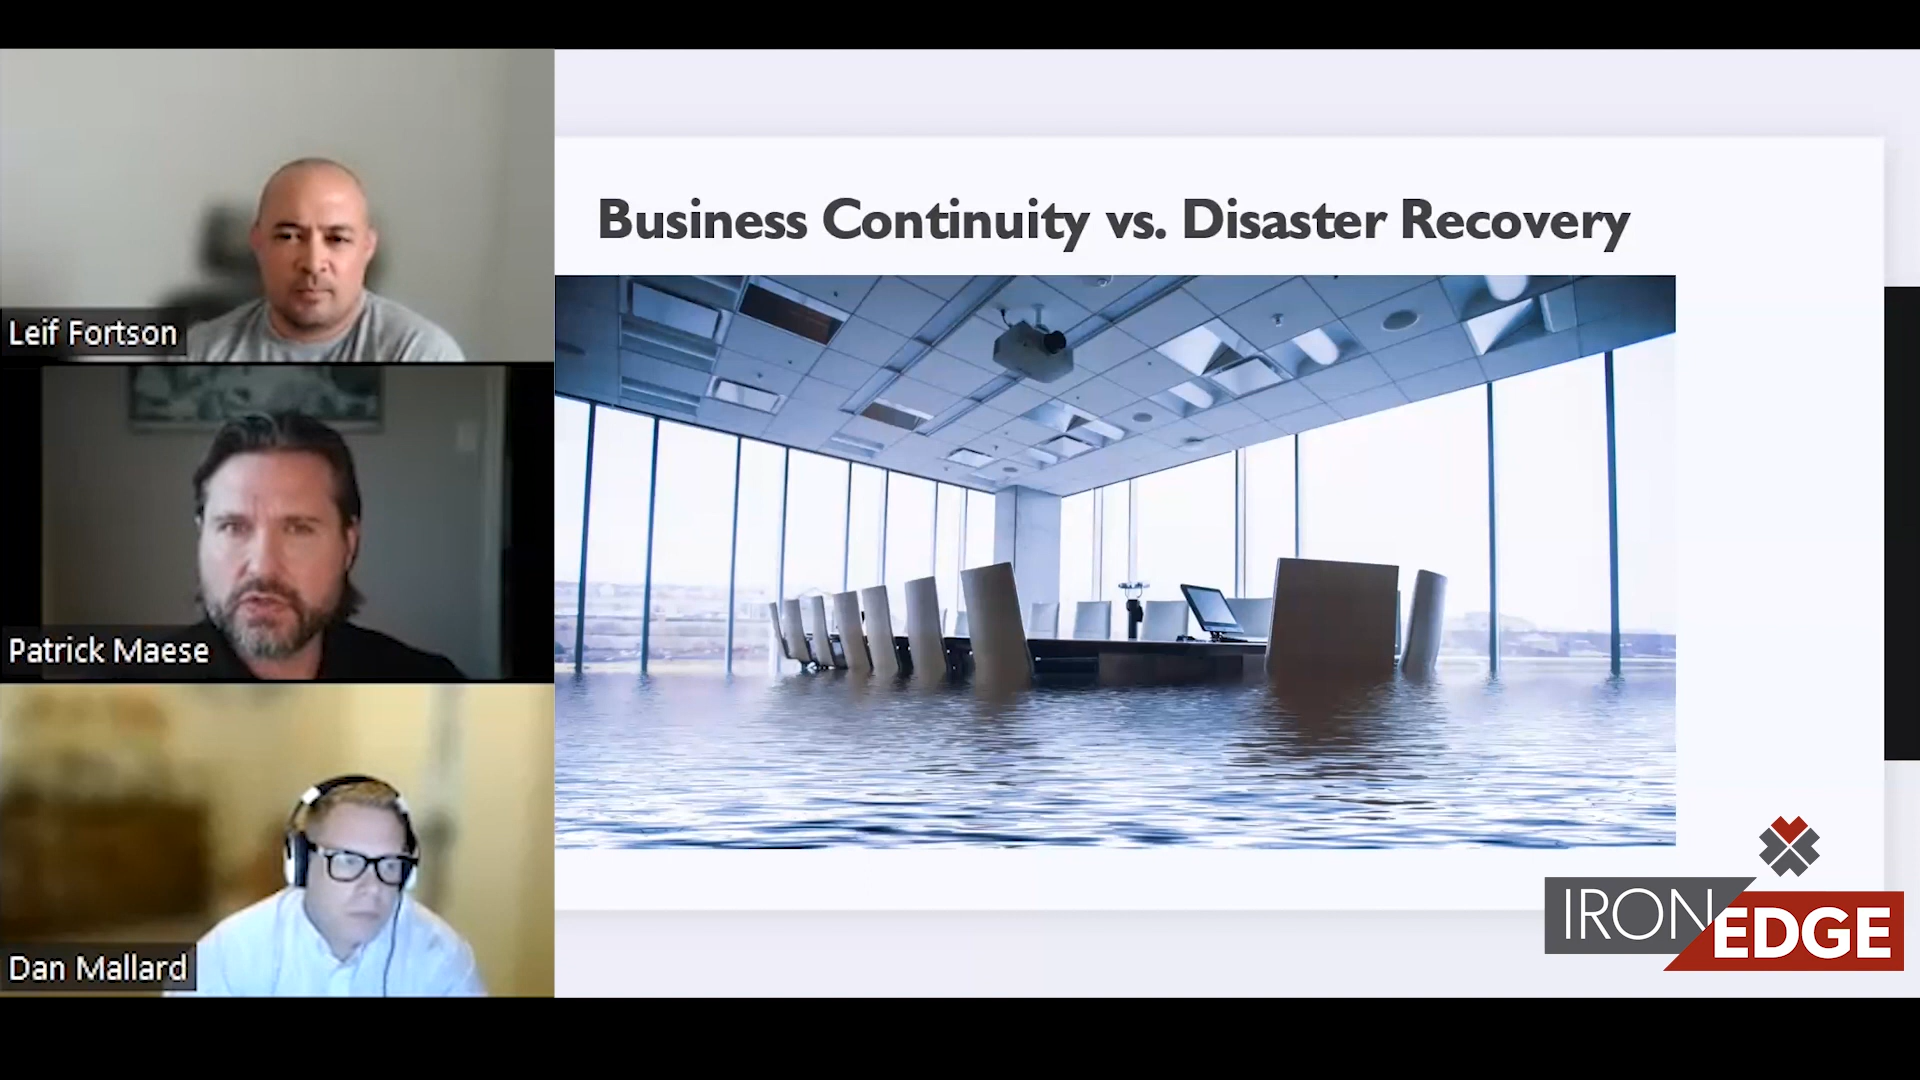 Leif Fortson
Patrick Maese
Dan Mallard
Business Continuity vs. Disaster Recovery
IRON
EDGE